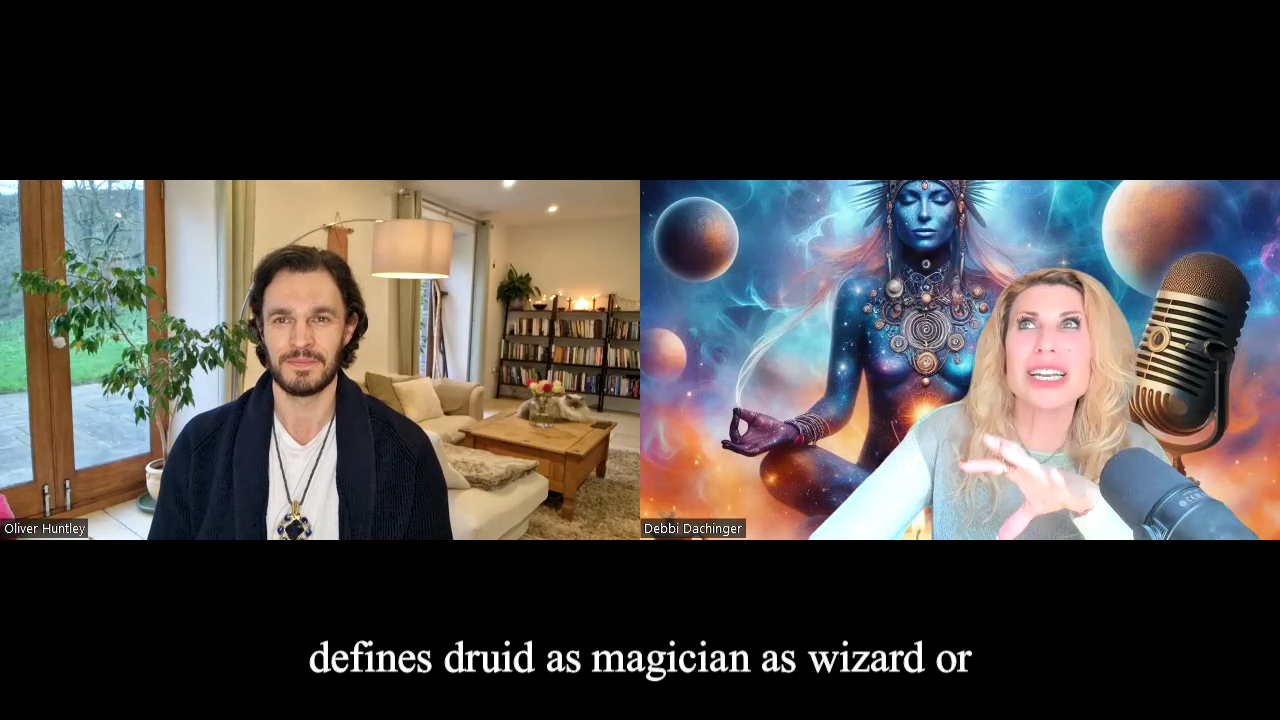 Oliver Huntley
Debbi Dachinger
defines druid as magician as wizard or